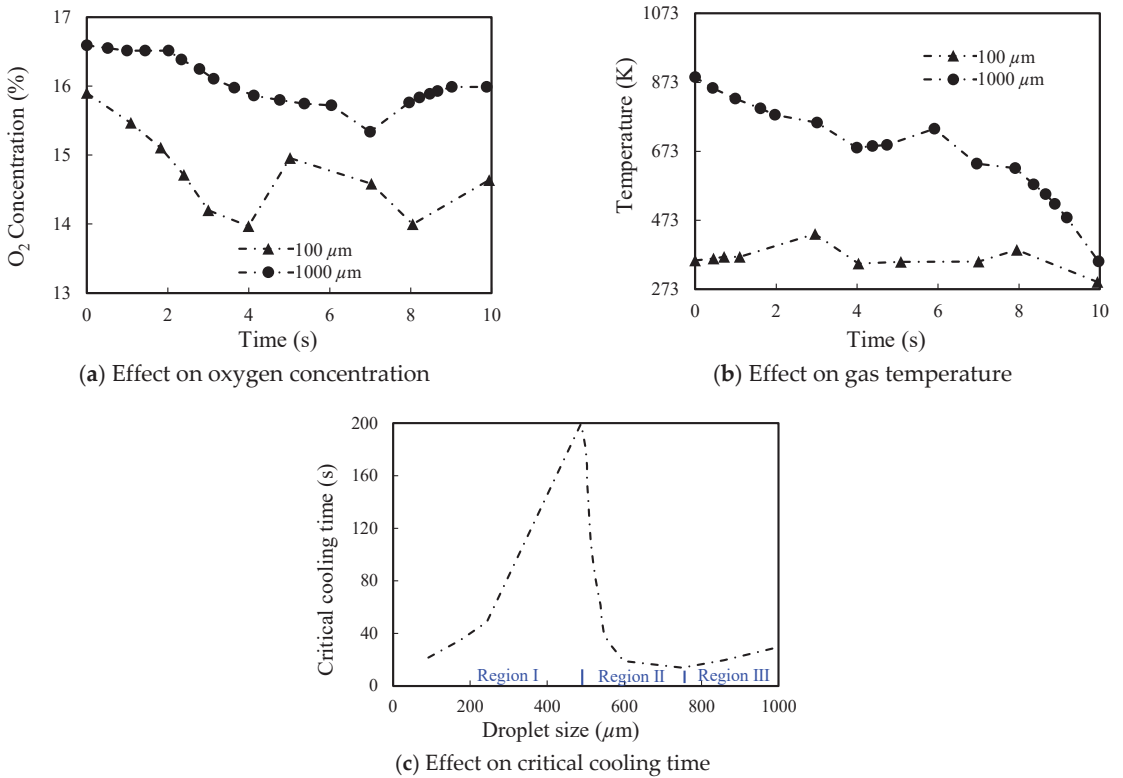 17
16
15
14
13
O2 Concentration (%)
0 2 4 6 8 10
Time (s)
100 µm
1000 µm
(a) Effect on oxygen concentration
1073
873
673
473
273
Temperature (K)
0 2 4 6 8 10
Time (s)
100 µm
1000 µm
(b) Effect on gas temperature
200
160
120
80
40
0
Critical cooling time (s)
Region I Region II Region III
0 200 400 600 800 1000
Droplet size (µm)
(c) Effect on critical cooling time